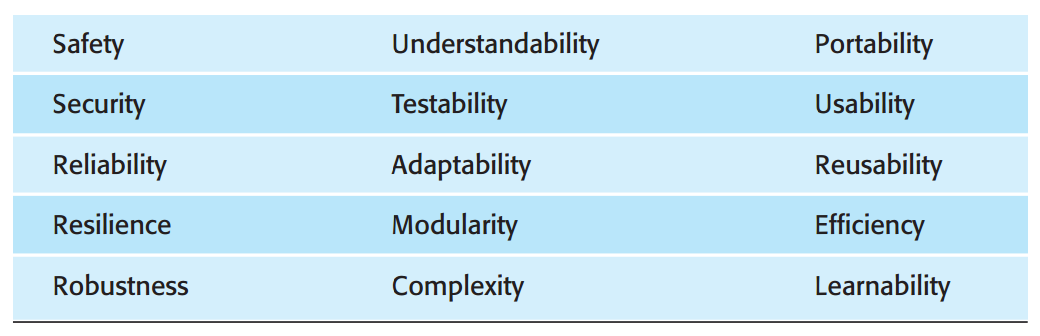 Safety Understandability Portability
Security Testability Usability
Reliability Adaptability Reusability
Resilience Modularity Efficiency
Robustness Complexity Learnability